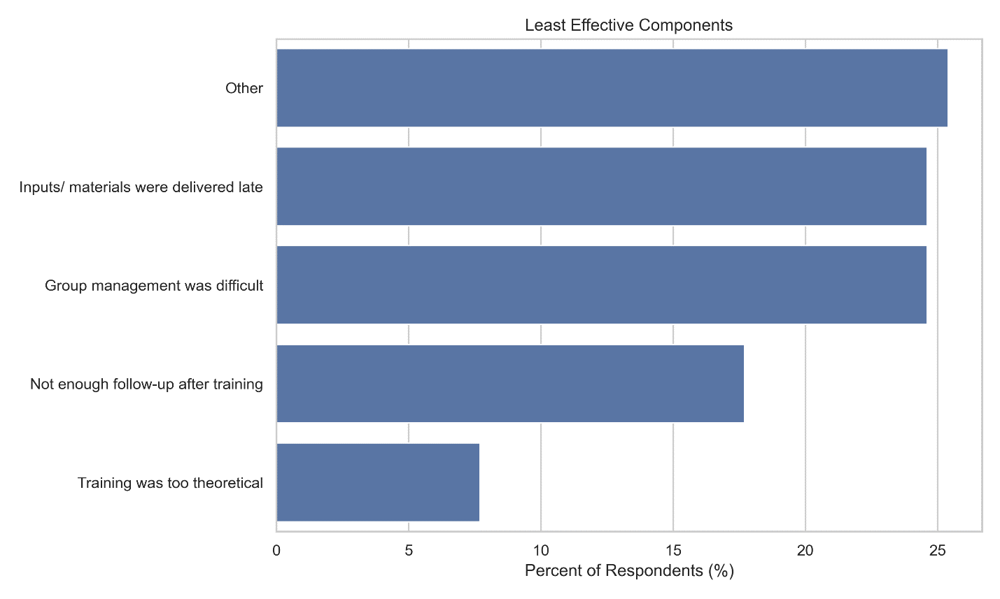 Least Effective Components
Other
Inputs/ materials were delivered late
Group management was difficult
Not enough follow-up after training
Training was too theoretical
0 5 10 15 20 25
Percent of Respondents (%)